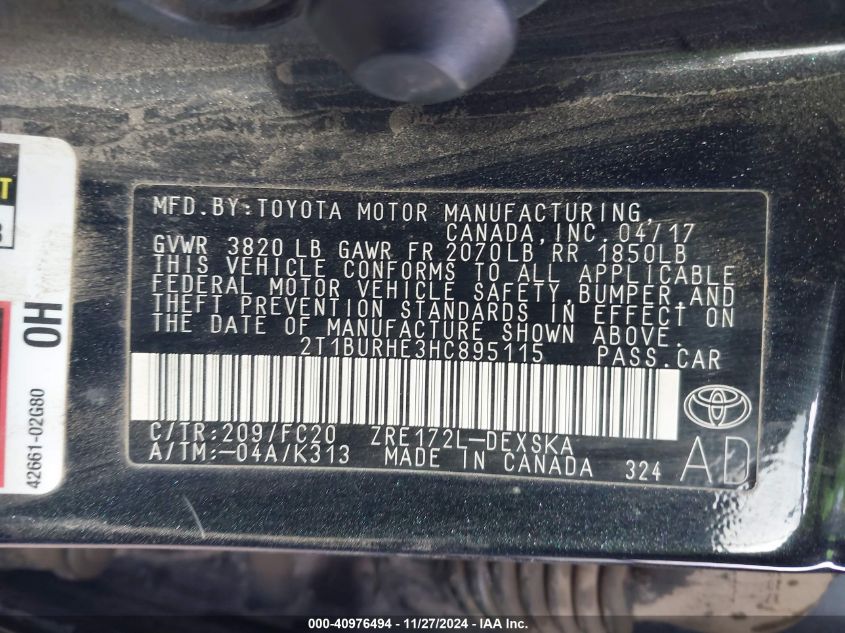 T
3
OH
42661-02G80
MFD.BY:TOYOTA MOTOR MANUFACTURING,
CANADA,INC. 04/17
GVWR 3820 LB GAWR FR 2070LB RR 1850LB
THIS VEHICLE CONFORMS TO ALL APPLICABLE
FEDERAL MOTOR VEHICLE SAFETY,BUMPER,AND
THEFT PREVENTION STANDARDS IN EFFECT ON
THE DATE OF MANUFACTURE SHOWN ABOVE.
2T1BURHE3HC895115 PASS.CAR
C/TR:209/FC20 ZRE172L-DEXSKA
A/TM:-04A/K313 MADE IN CANADA 324
AD
000-40976494 - 11/27/2024 - IAA Inc.